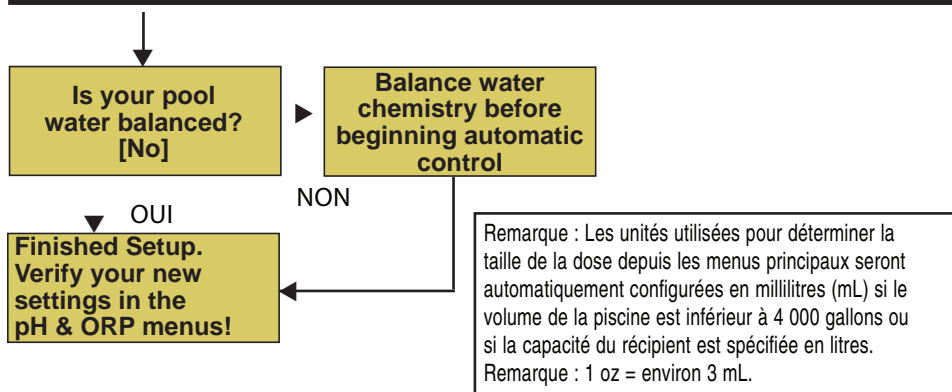 Is your pool
water balanced?
[No]
Balance water
chemistry before
beginning automatic
control
NON
OUI
Finished Setup.
Verify your new
settings in the
pH & ORP menus!
Remarque : Les unités utilisées pour déterminer la
taille de la dose depuis les menus principaux seront
automatiquement configurées en millilitres (mL) si le
volume de la piscine est inférieur à 4 000 gallons ou
si la capacité du récipient est spécifiée en litres.
Remarque : 1 oz = environ 3 mL.